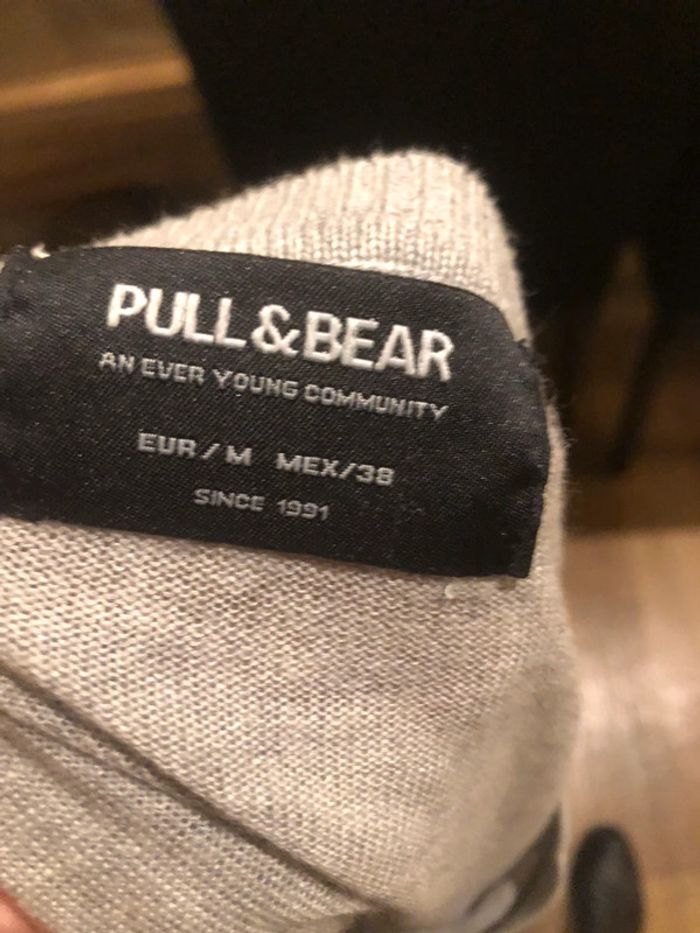 PULL&BEAR
AN EVER YOUNG COMMUNITY
EUR/M MEX/38
SINCE 1991